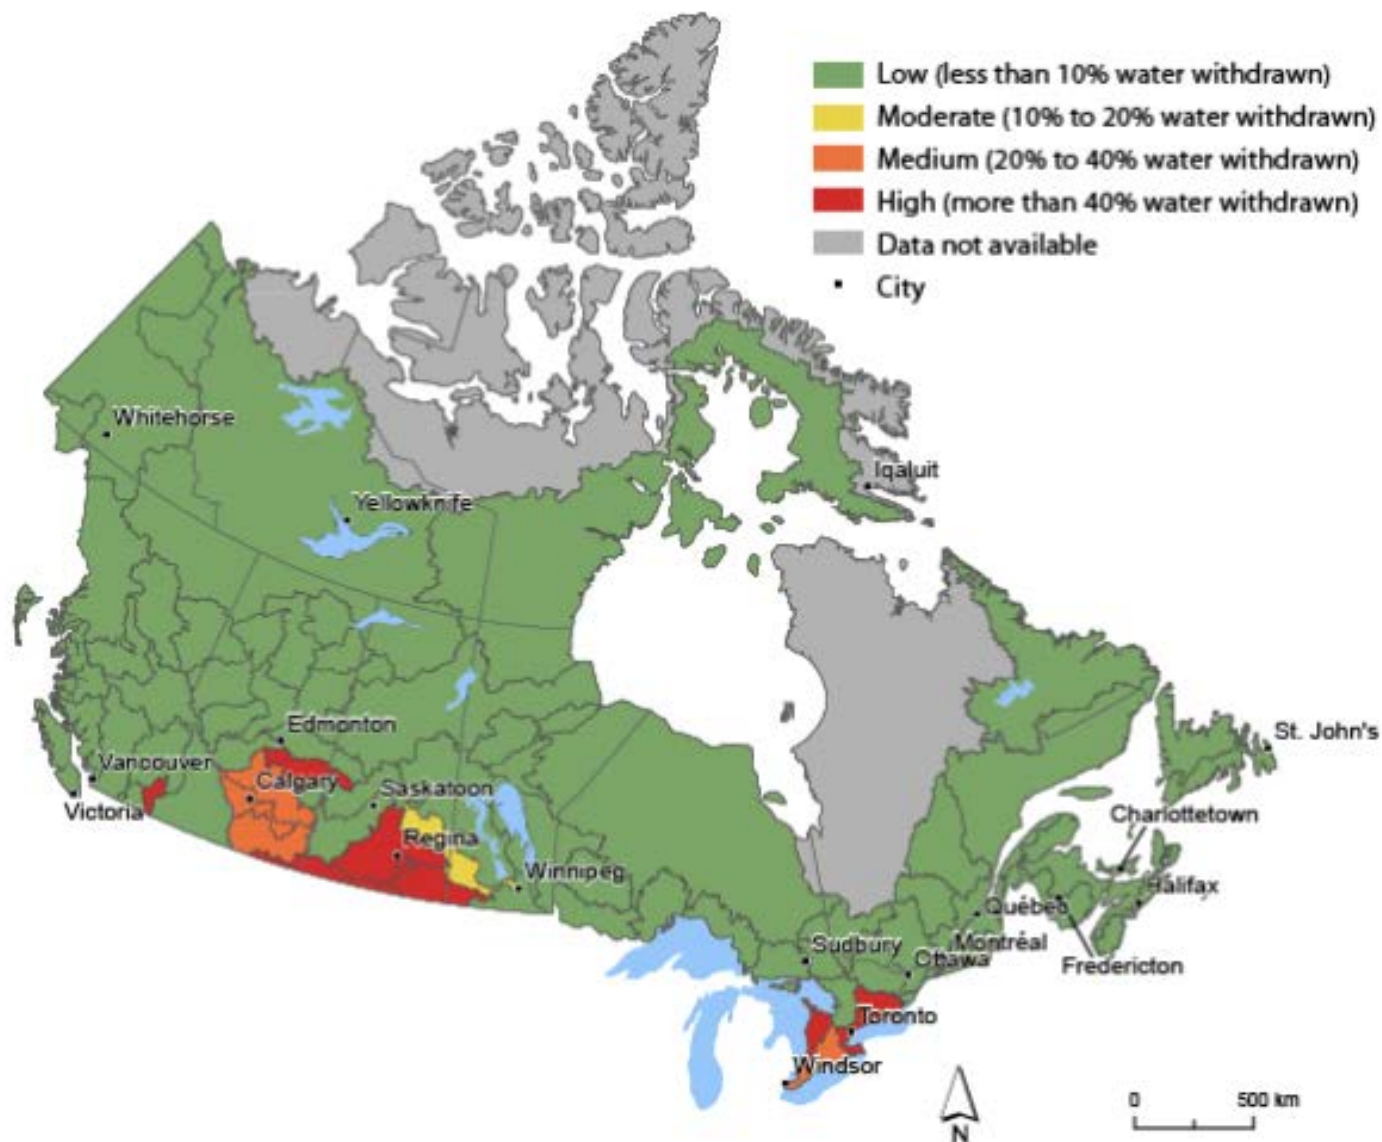 Low (less than 10% water withdrawn)
Moderate (10% to 20% water withdrawn)
Medium (20% to 40% water withdrawn)
High (more than 40% water withdrawn)
Data not available
City
Whitehorse
Iqaluit
Yellowknife
Edmonton
St. John's
Vancouver
Calgary
Saskatoon
Victoria
Charlottetown
Regina
Winnipeg
Halifax
Québec
Sudbury
Montréal
Ottawa
Fredericton
Toronto
Windsor
0 500 km
N